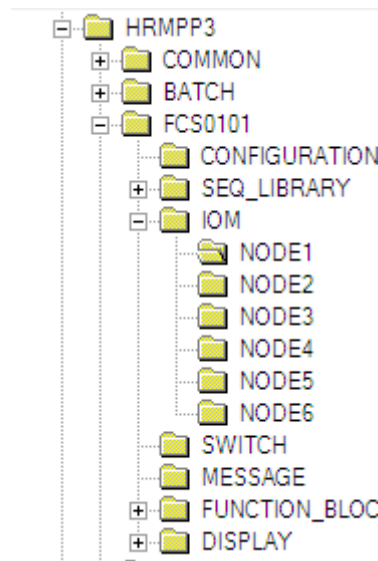 HRMPP3
COMMON
BATCH
FCS0101
CONFIGURATION
SEQ_LIBRARY
IOM
NODE1
NODE2
NODE3
NODE4
NODE5
NODE6
SWITCH
MESSAGE
FUNCTION_BLOC
DISPLAY